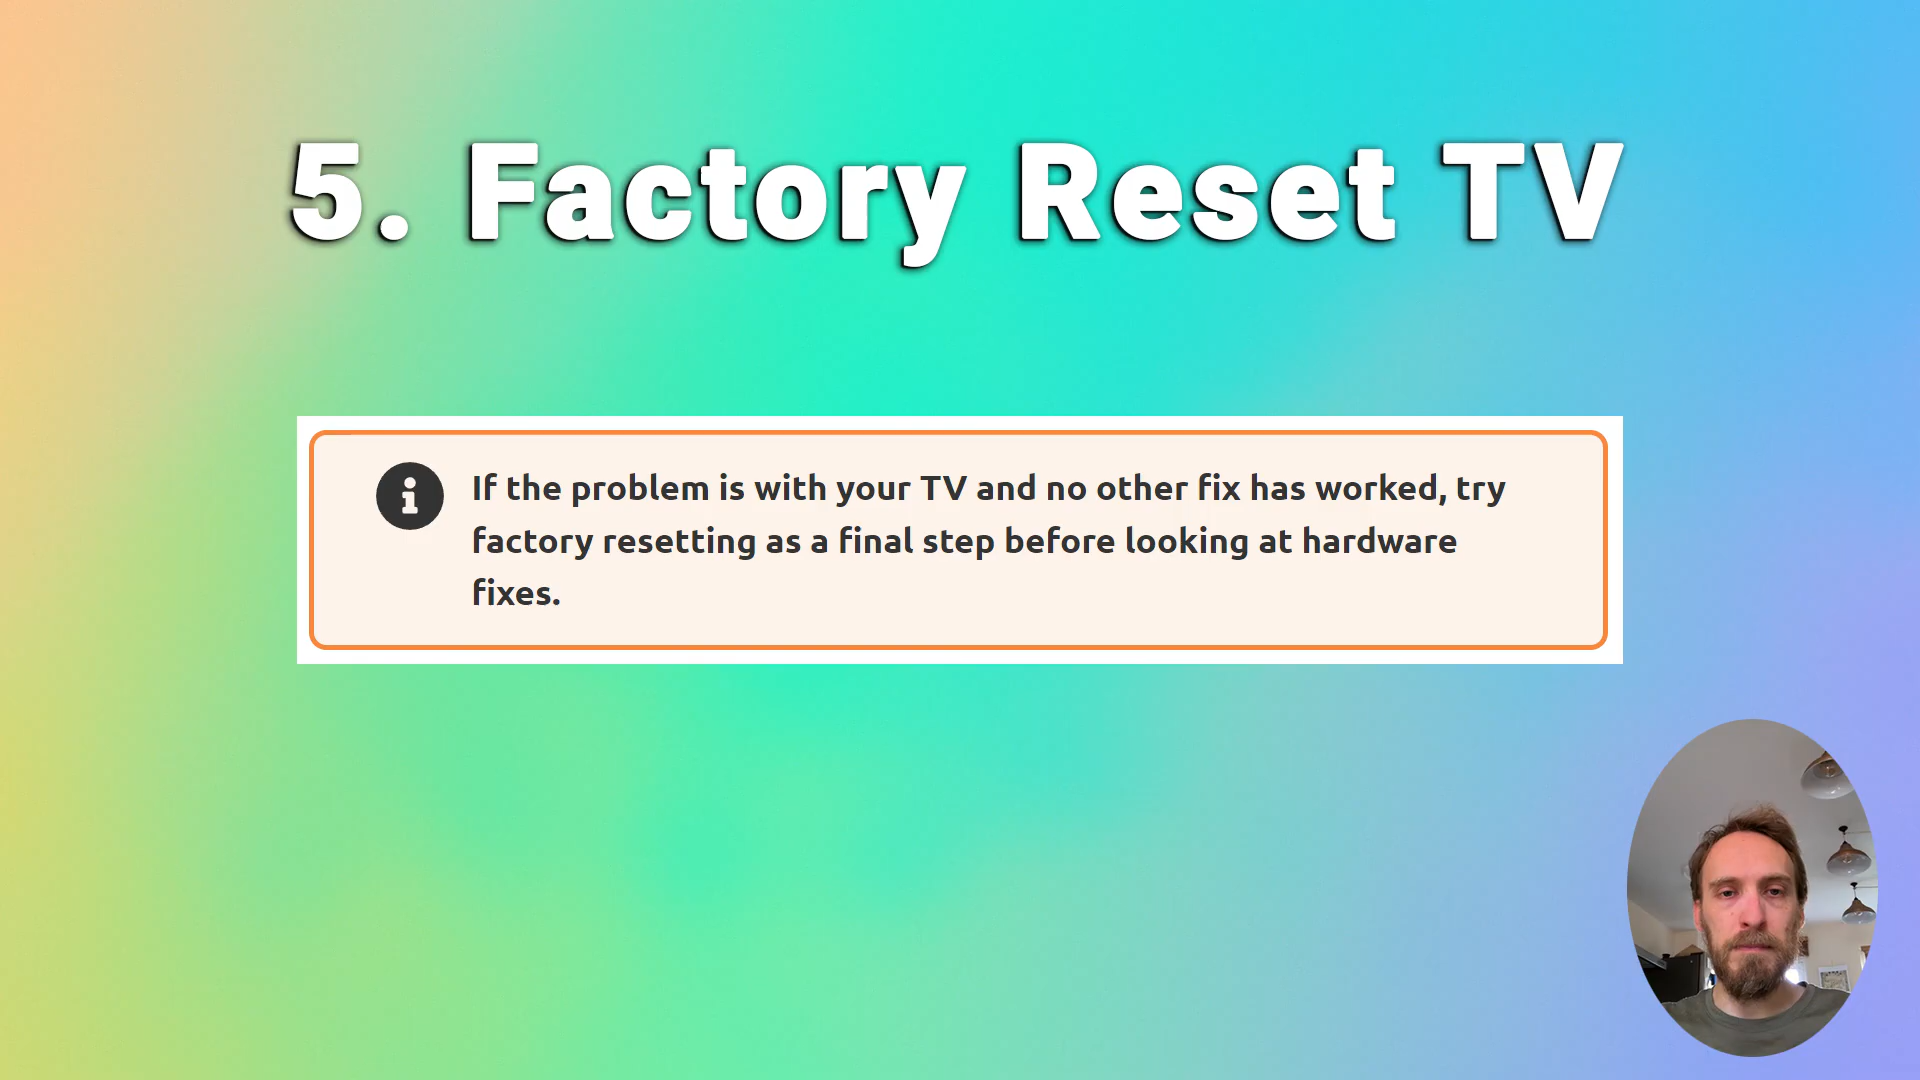 5. Factory Reset TV
If the problem is with your TV and no other fix has worked, try
factory resetting as a final step before looking at hardware
fixes.